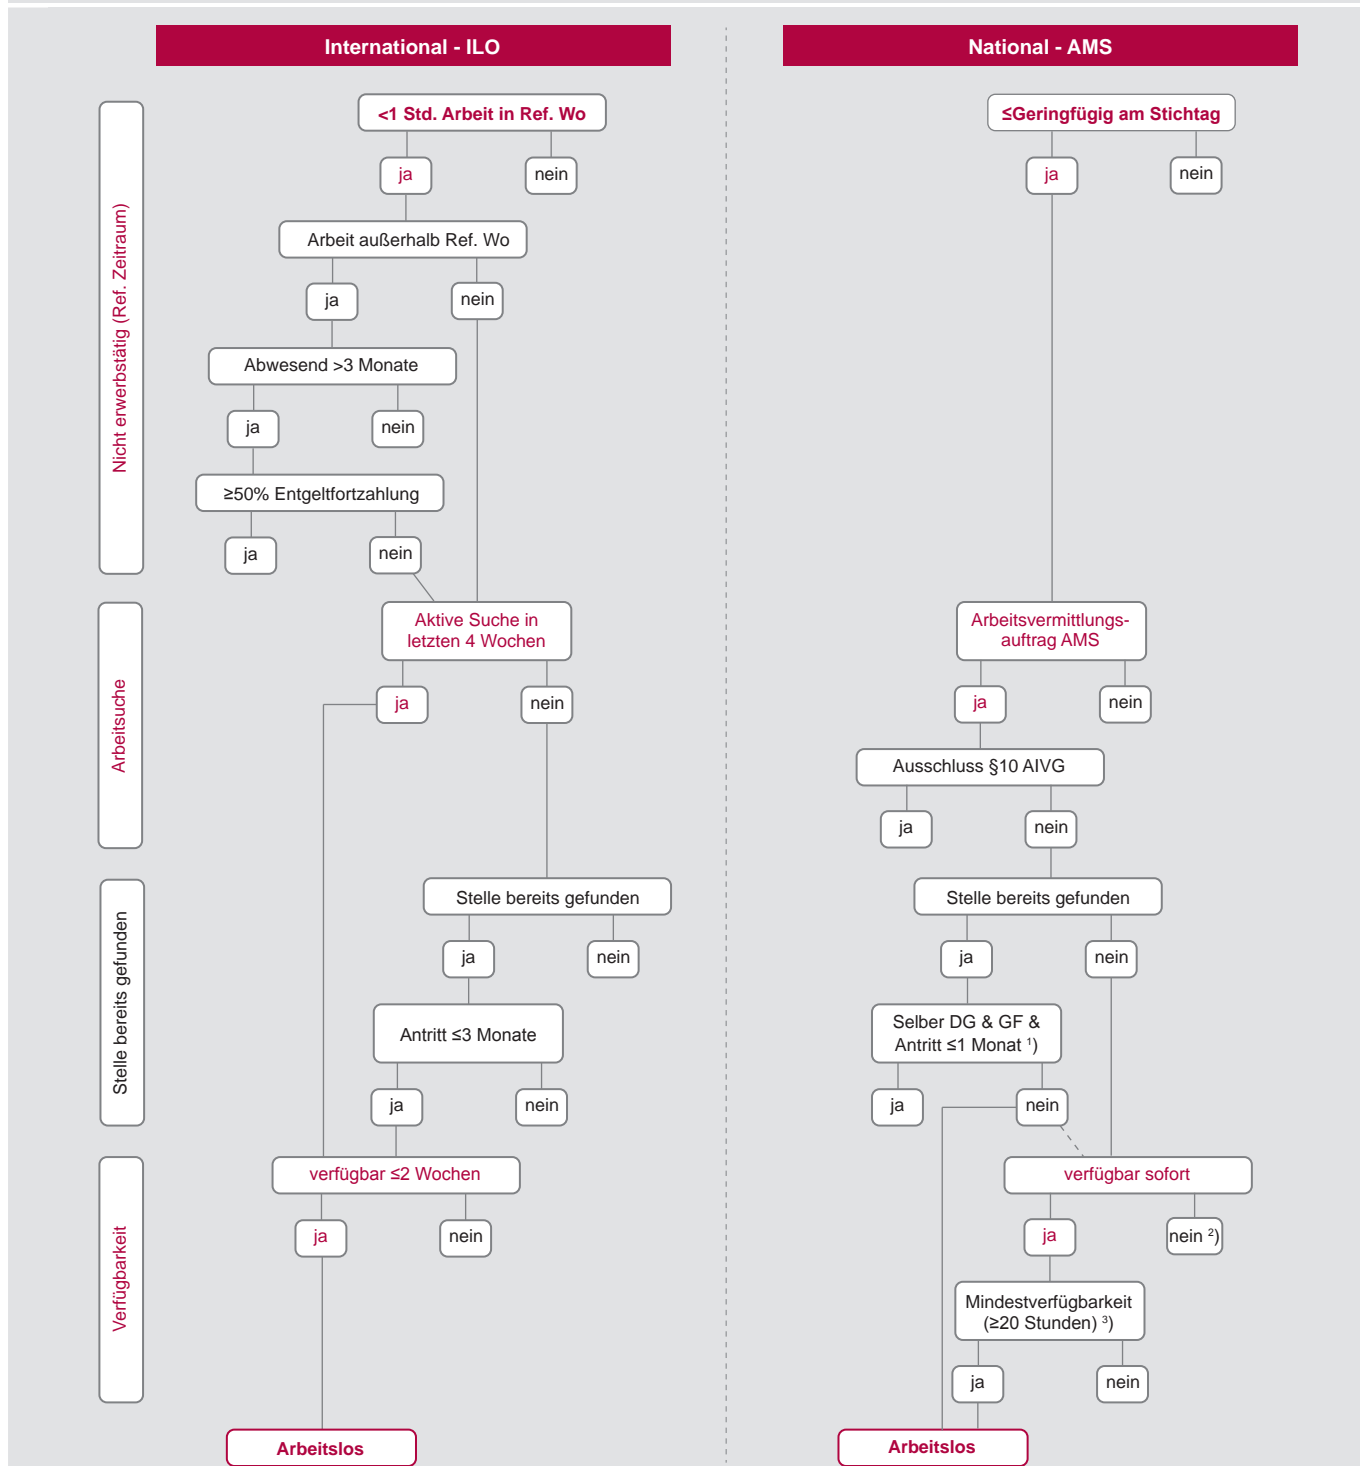 International - ILO
<1 Std. Arbeit in Ref. Wo
ja
nein
Arbeit außerhalb Ref. Wo
ja
nein
Abwesend >3 Monate
ja
nein
≥50% Entgeltfortzahlung
ja
nein
Aktive Suche in
letzten 4 Wochen
ja
nein
Stelle bereits gefunden
ja
nein
Antritt ≤3 Monate
ja
nein
verfügbar ≤2 Wochen
ja
nein
Arbeitslos
National - AMS
≤Geringfügig am Stichtag
ja
nein
Arbeitsvermittlungs-
auftrag AMS
ja
nein
Ausschluss §10 AIVG
ja
nein
Stelle bereits gefunden
ja
nein
Selber DG & GF &
Antritt ≤1 Monat ¹)
ja
nein
verfügbar sofort
ja
nein ²)
Mindestverfügbarkeit
(≥20 Stunden) ³)
ja
nein
Arbeitslos
Nicht erwerbstätig (Ref. Zeitraum)
Arbeitsuche
Stelle bereits gefunden
Verfügbarkeit